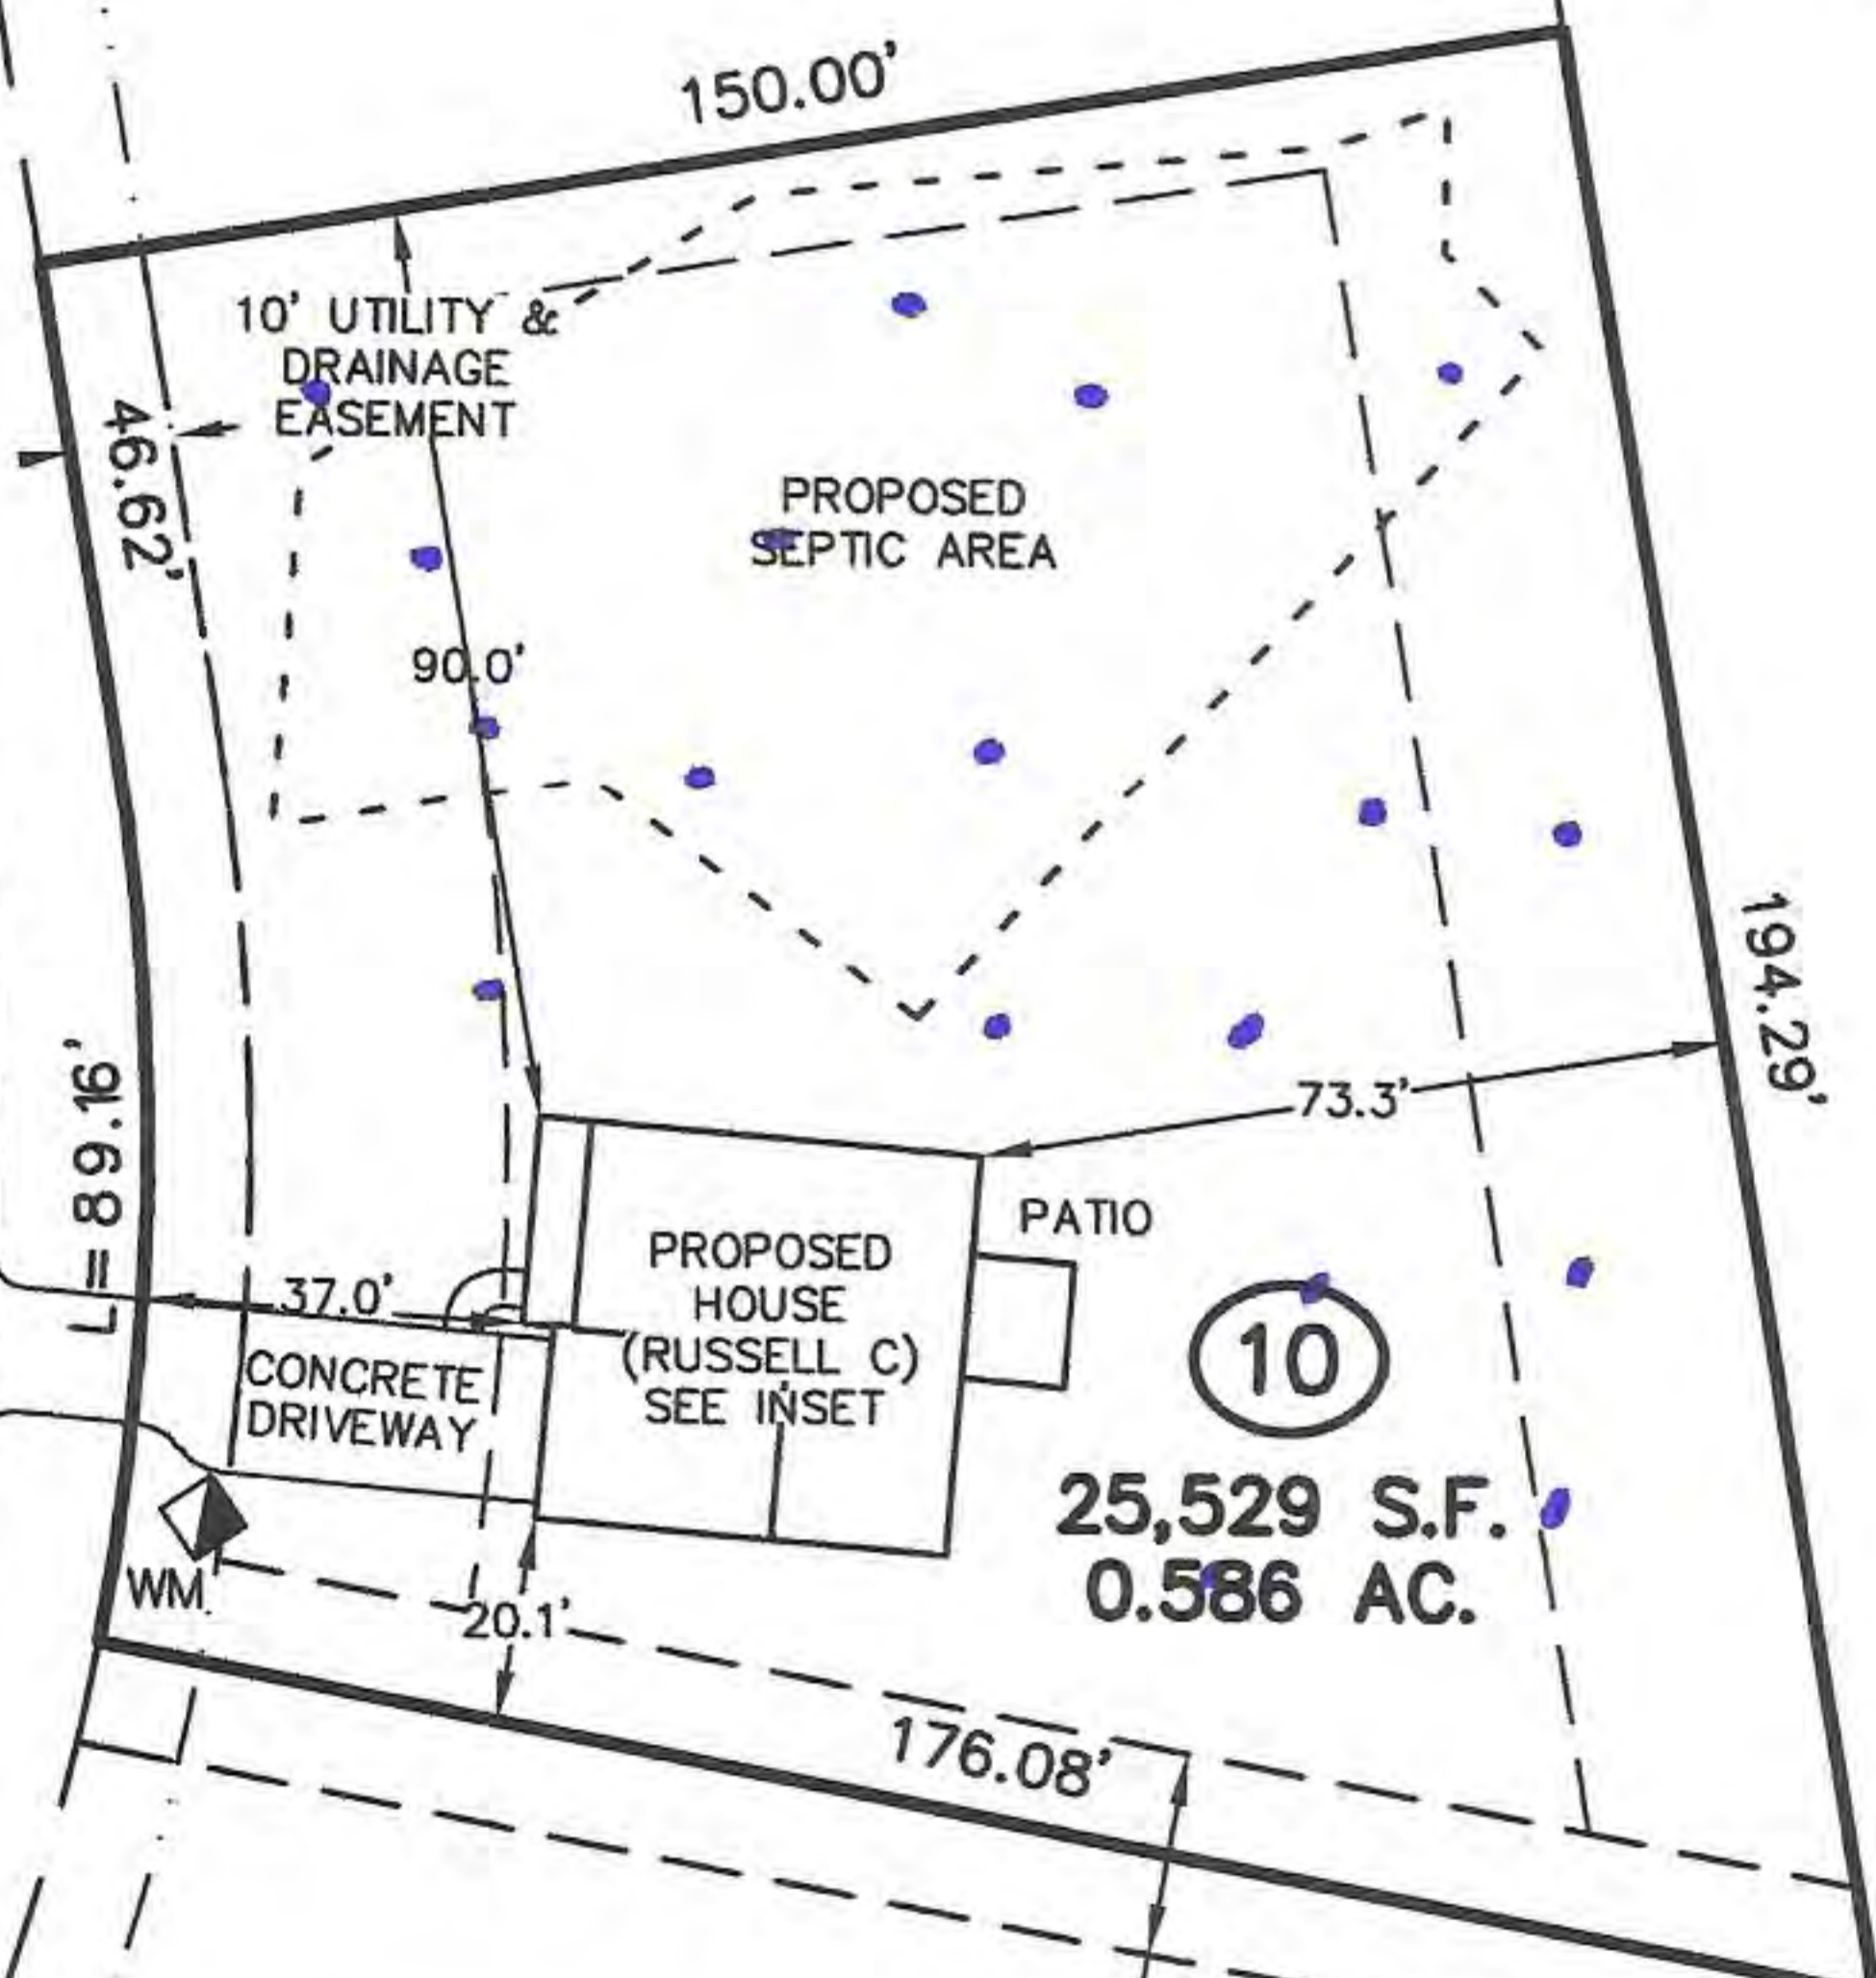 150.00'
10' UTILITY &
DRAINAGE
EASEMENT
46.62'
PROPOSED
SEPTIC AREA
90.0'
194.29'
L= 89.16'
73.3'
PATIO
PROPOSED
HOUSE
(RUSSELL C)
SEE INSET
37.0'
CONCRETE
DRIVEWAY
10
25,529 S.F.
0.586 AC.
WM.
20.1'
176.08'